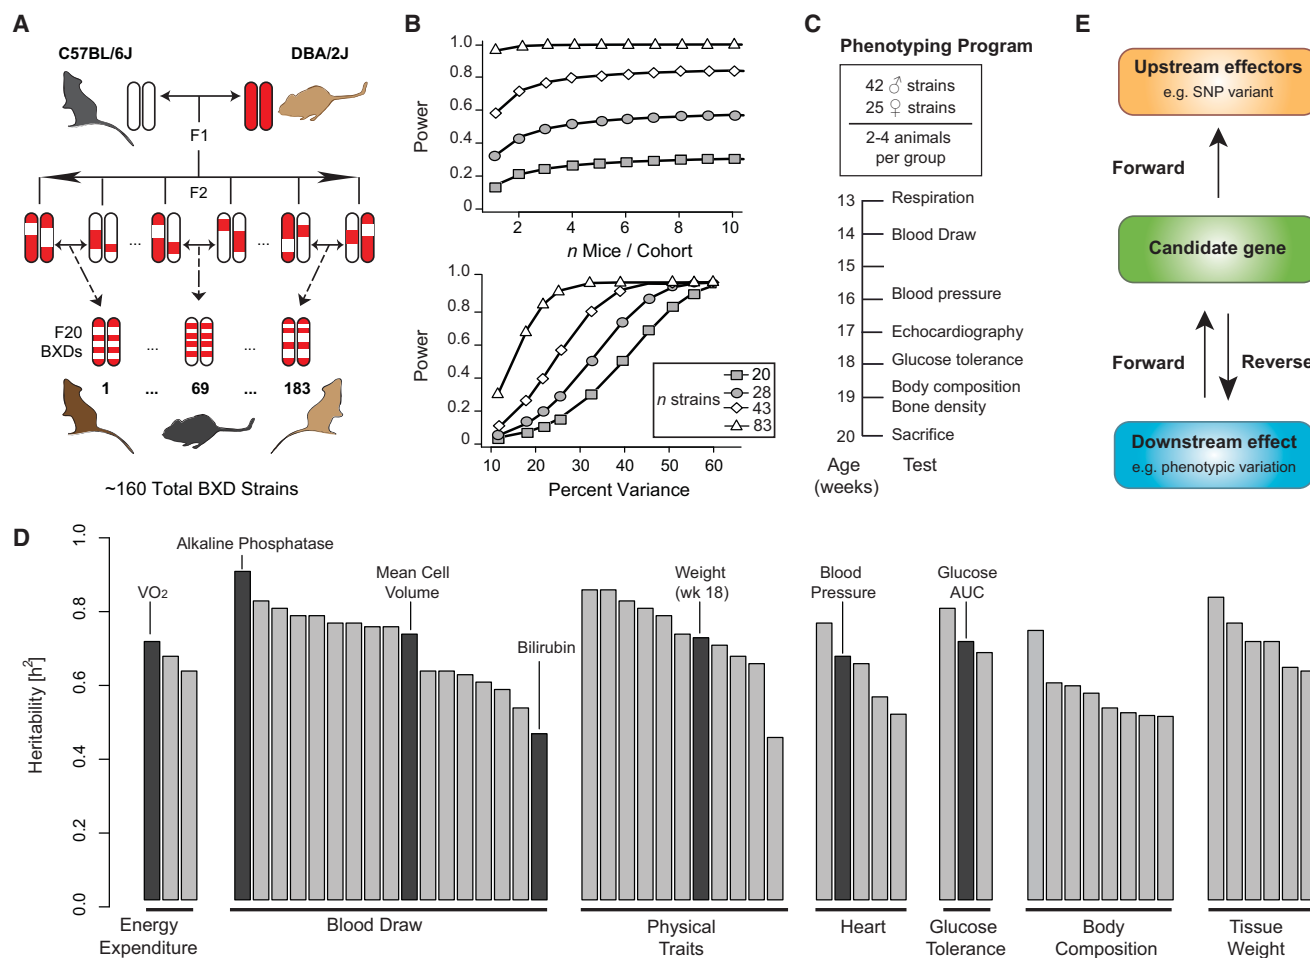 A
C57BL/6J
DBA/2J
F1
F2
... ...
F20
BXDs
... ...
1 ... 69 ... 183
~160 Total BXD Strains
B
Power
1.0
0.8
0.6
0.4
0.2
0
2 4 6 8 10
n Mice / Cohort
Power
1.0
0.8
0.6
0.4
0.2
0
10 20 30 40 50 60
Percent Variance
n strains
20
28
43
83
C
Phenotyping Program
42 ♂ strains
25 ♀ strains
2-4 animals
per group
13 Respiration
14 Blood Draw
15
16 Blood pressure
17 Echocardiography
18 Glucose tolerance
Body composition
19
Bone density
20 Sacrifice
Age Test
(weeks)
E
Upstream effectors
e.g. SNP variant
Forward
Candidate gene
Forward Reverse
Downstream effect
e.g. phenotypic variation
D
Heritability [h²]
1.0
0.8
0.6
0.4
0.2
0.0
VO₂
Alkaline Phosphatase
Mean Cell
Volume
Bilirubin
Weight
(wk 18)
Blood
Pressure
Glucose
AUC
Energy
Expenditure
Blood Draw
Physical
Traits
Heart
Glucose
Tolerance
Body
Composition
Tissue
Weight